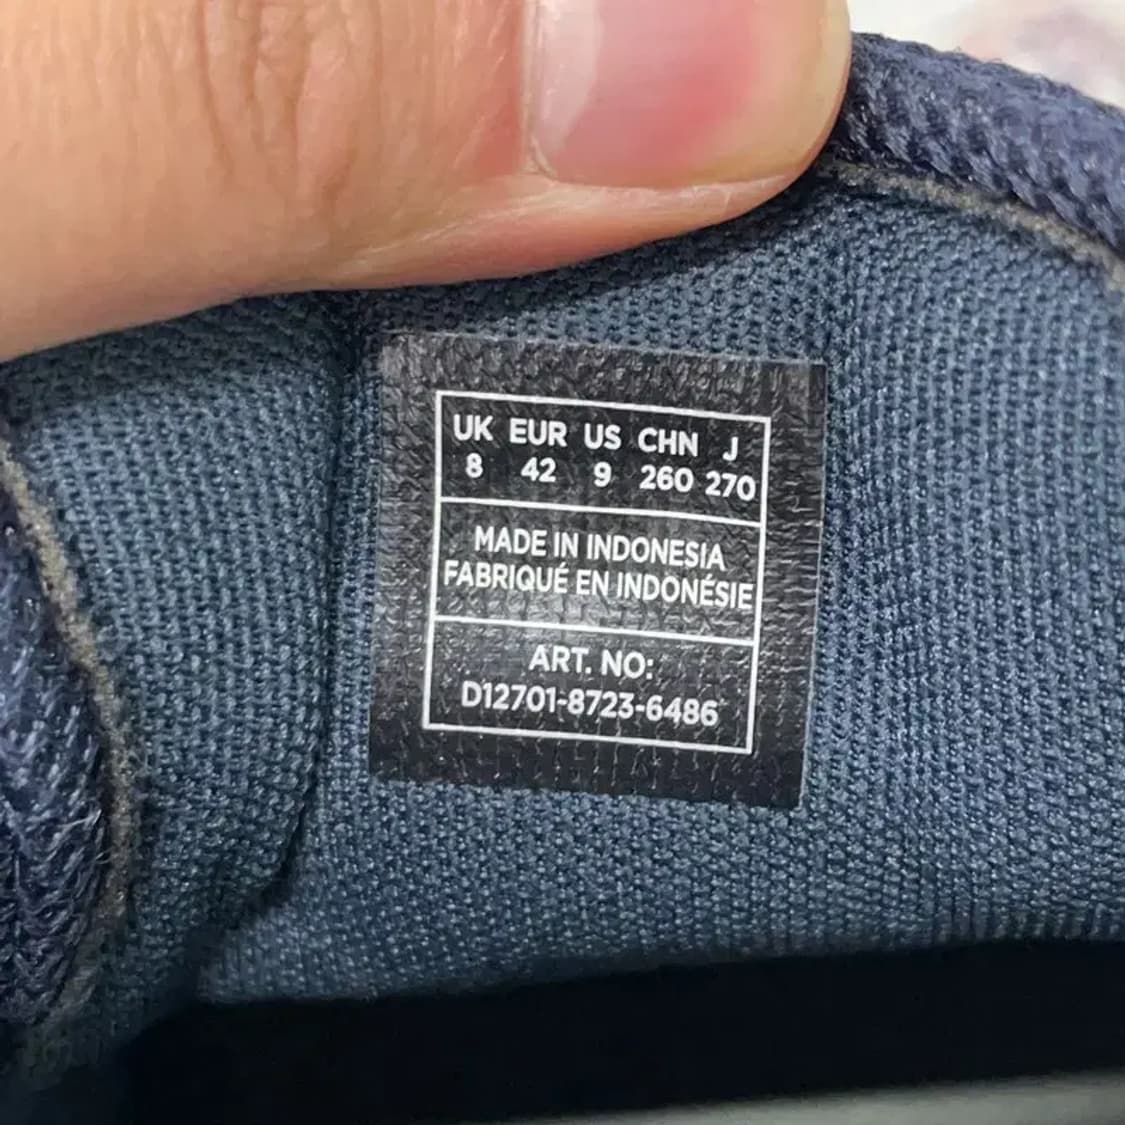 UK EUR US CHN J
8 42 9 260 270
MADE IN INDONESIA
FABRIQUÉ EN INDONÉSIE
ART. NO:
D12701-8723-6486